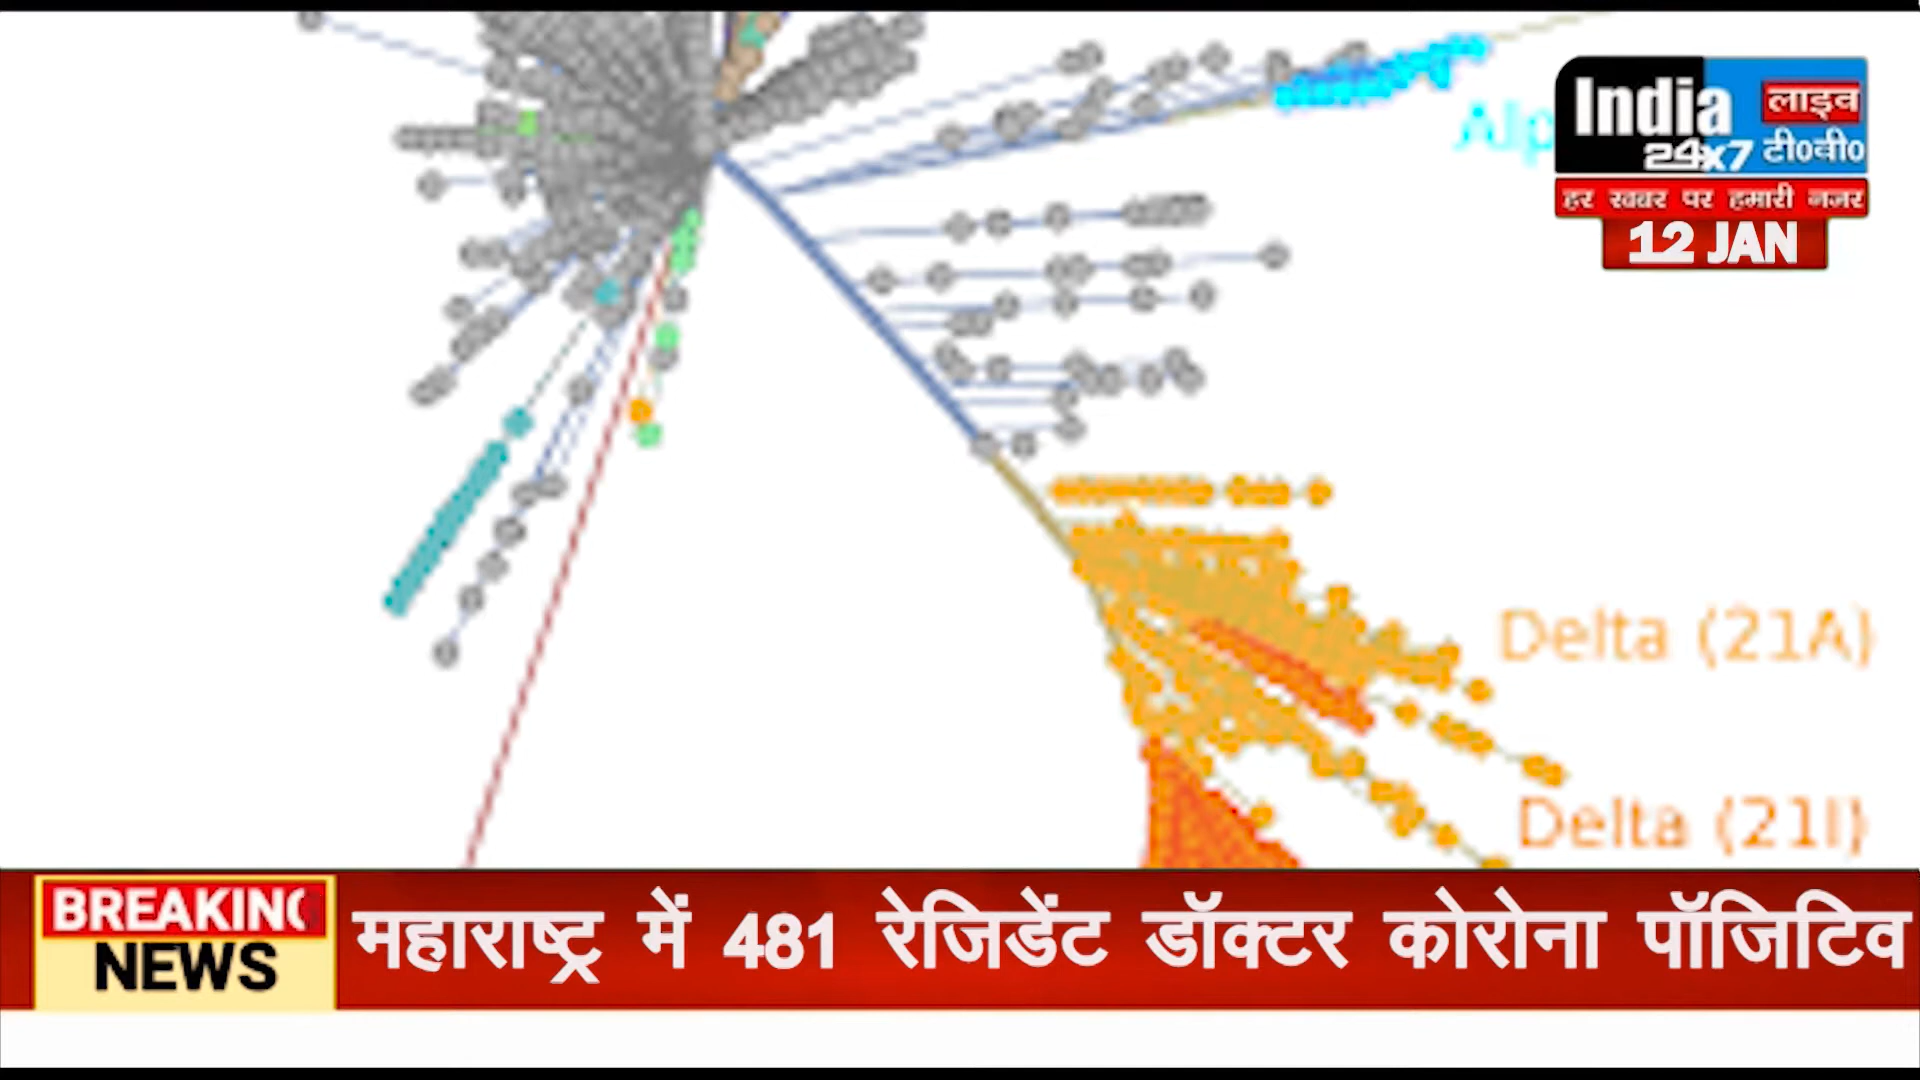 India
24x7
लाइव
टी०वी०
हर खबर पर हमारी नजर
12 JAN
Delta (21A)
Delta (21I)
BREAKING
NEWS
महाराष्ट्र में 481 रेजिडेंट डॉक्टर कोरोना पॉजिटिव